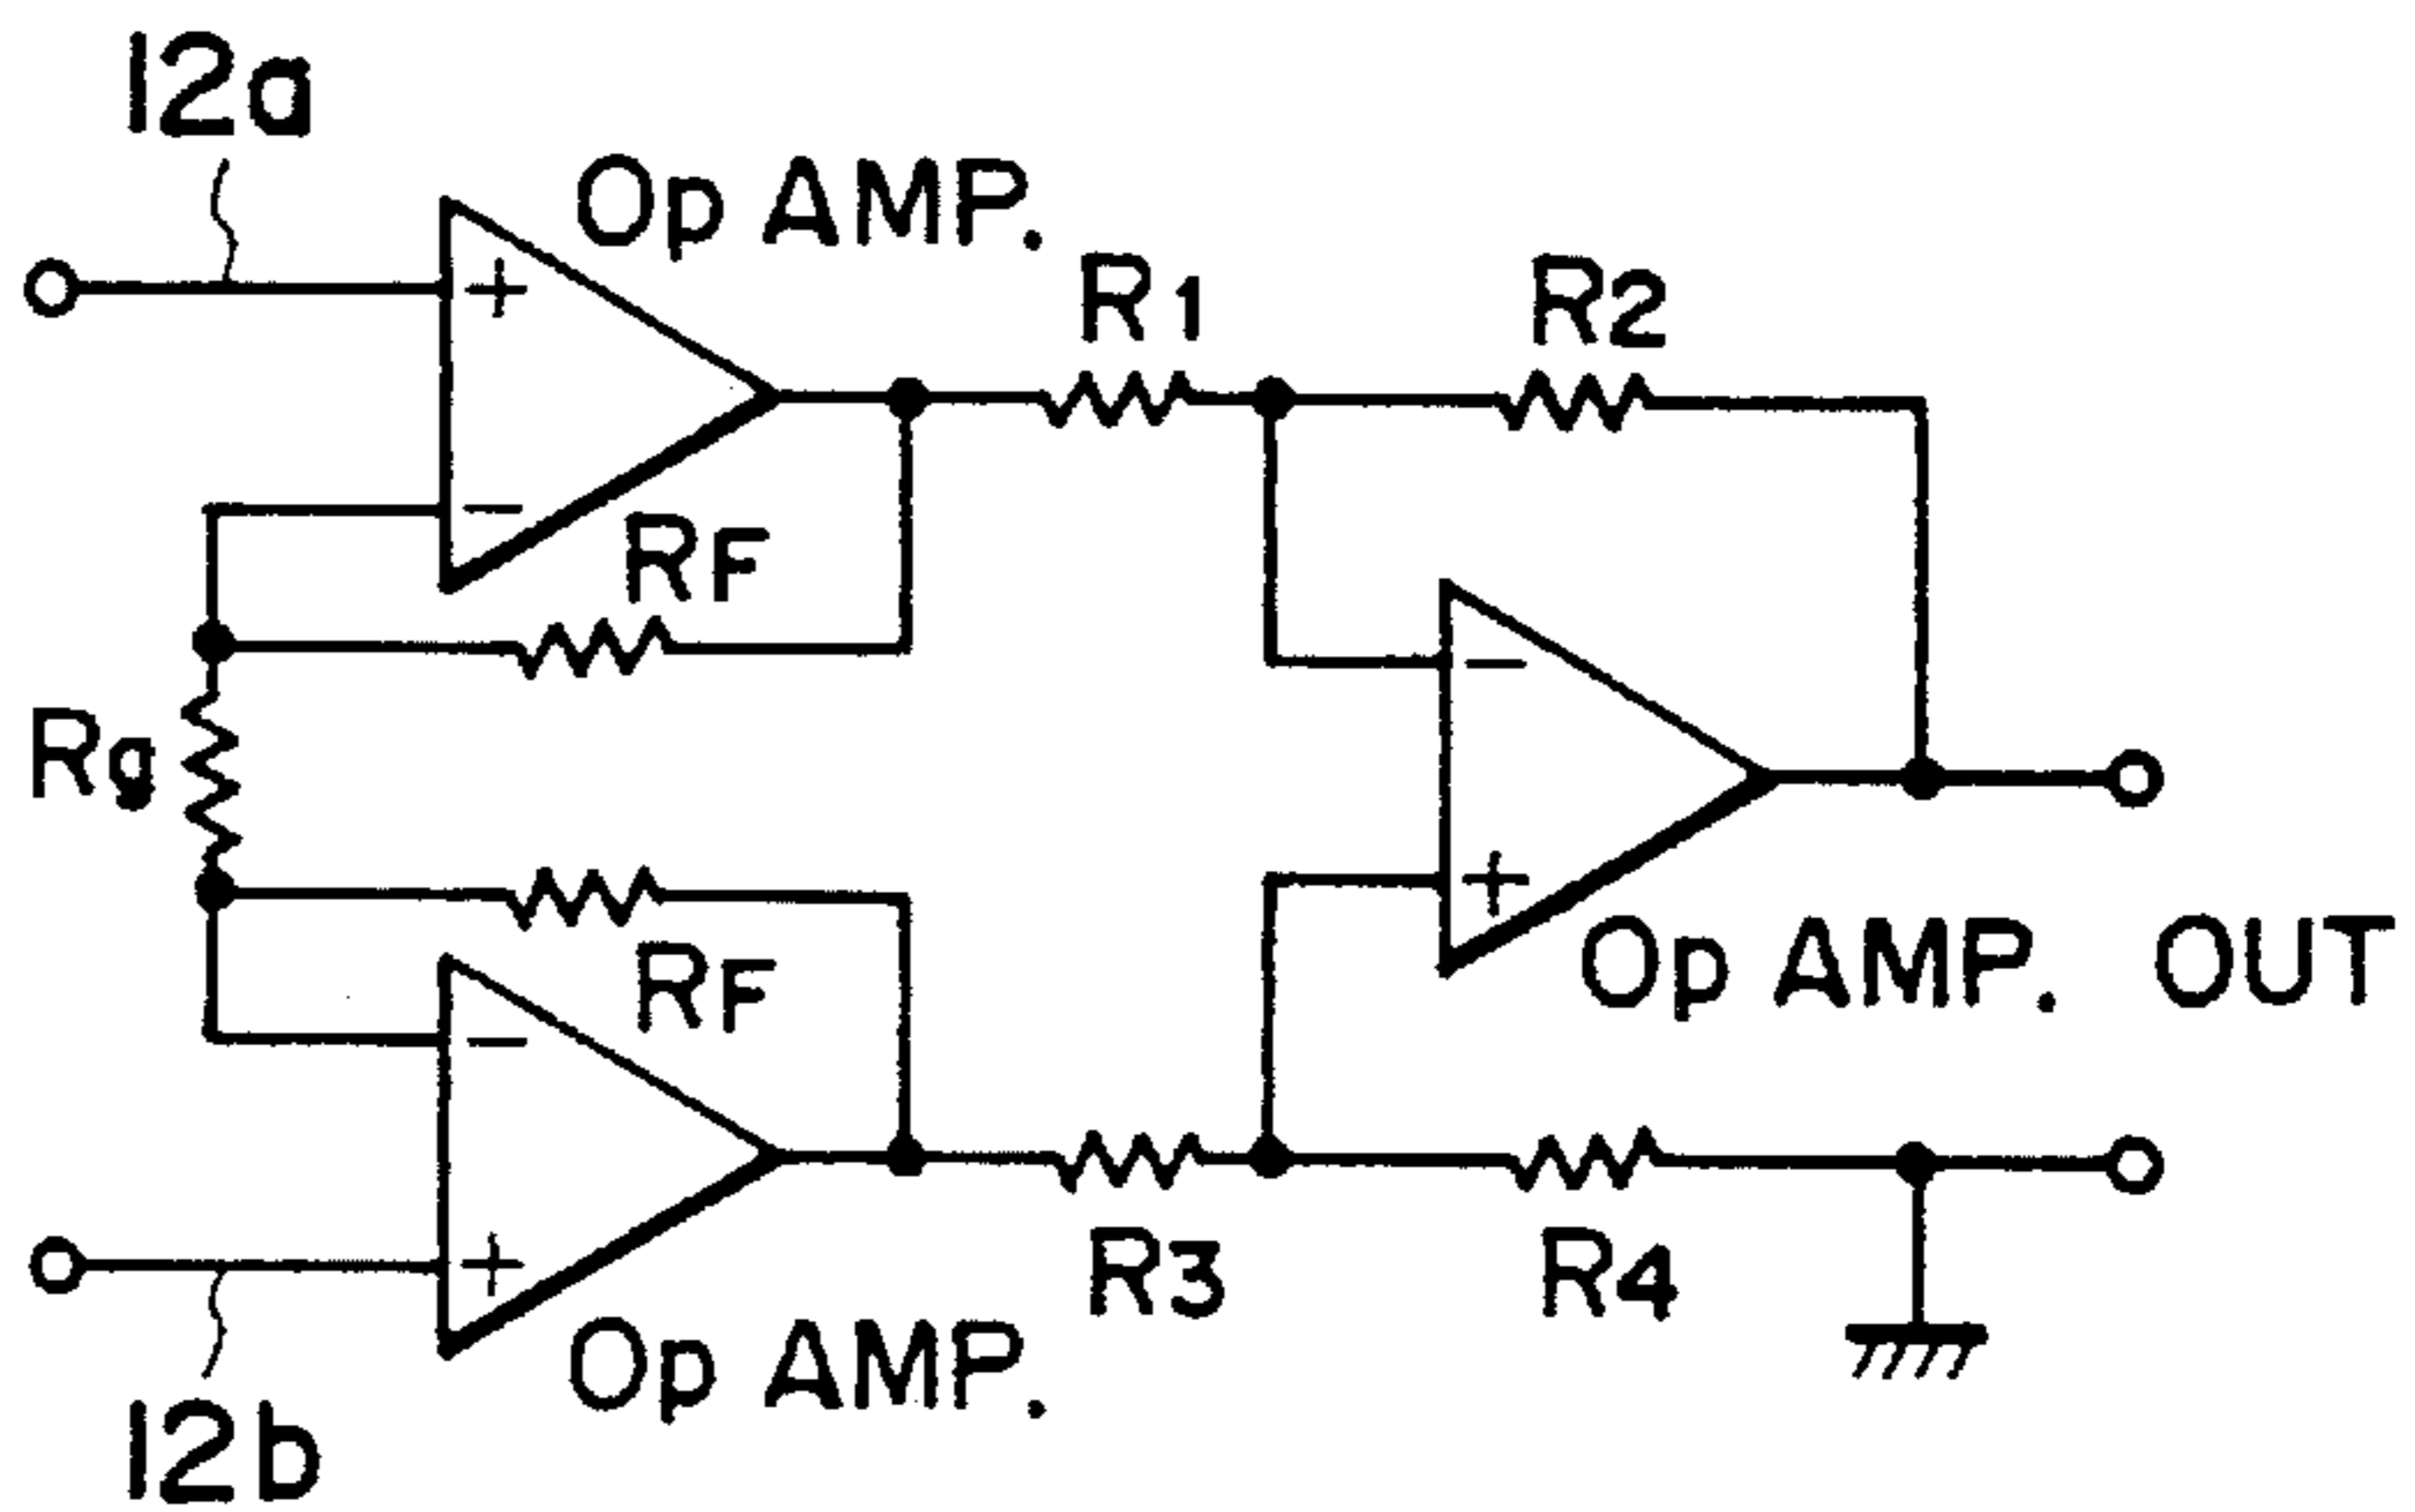 12a
Op AMP.
R1
R2
+
−
RF
−
Rg
+
Op AMP.
OUT
RF
−
+
R3
R4
Op AMP.
12b